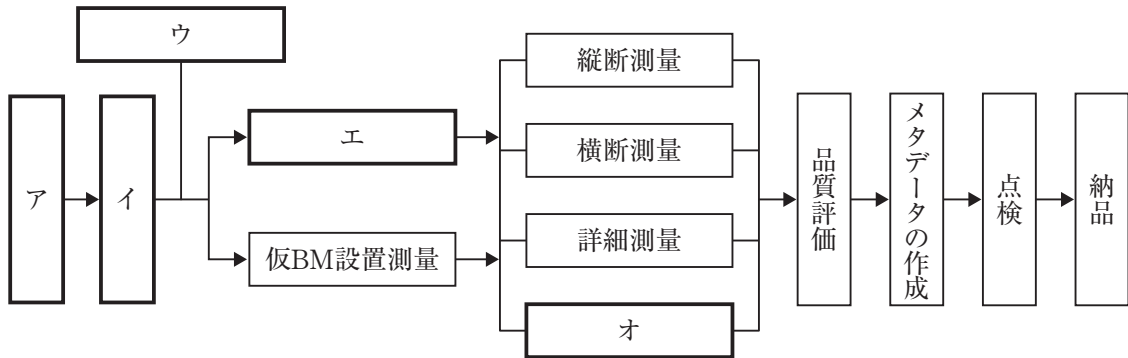 ウ
ア
イ
エ
仮BM設置測量
縦断測量
横断測量
詳細測量
オ
品質評価
メタデータの作成
点検
納品